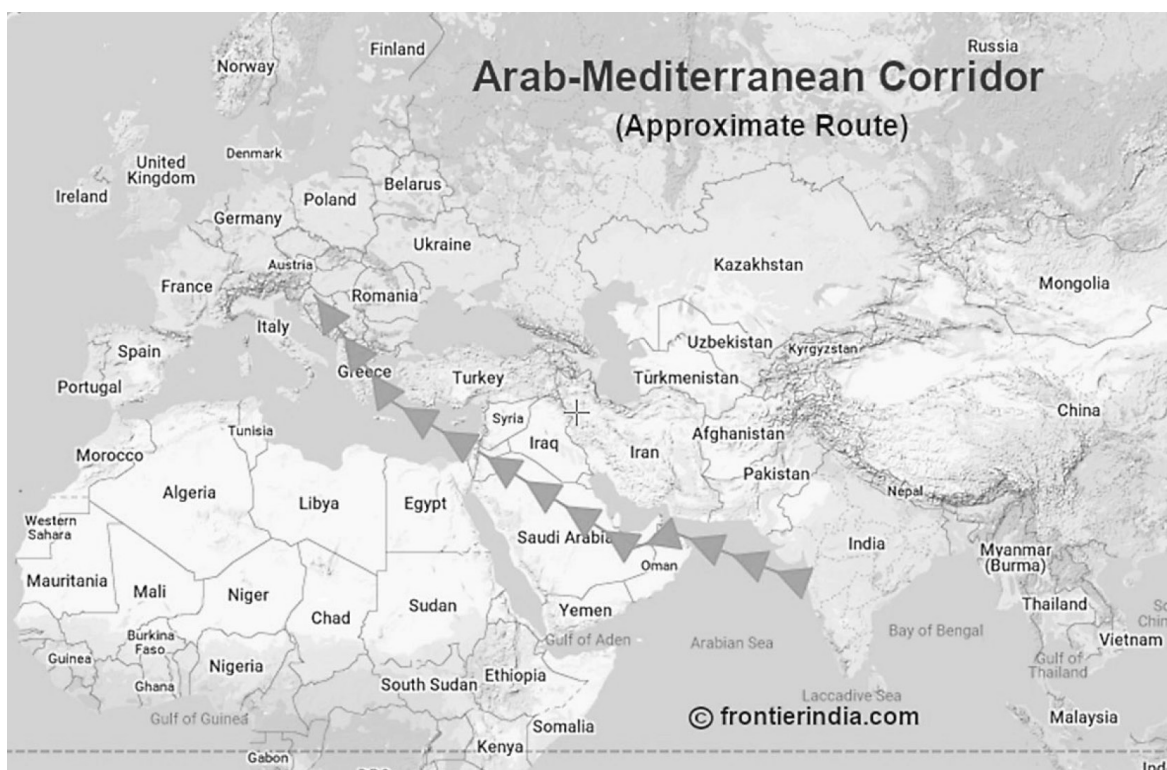 Finland
Russia
Norway
Arab-Mediterranean Corridor
(Approximate Route)
Denmark
United
Kingdom
Ireland
Belarus
Poland
Germany
Ukraine
Austria
Kazakhstan
France
Romania
Mongolia
Italy
Uzbekistan
Kyrgyzstan
Spain
Greece
Turkey
Turkmenistan
Portugal
China
Syria
Tunisia
Afghanistan
Iraq
Iran
Morocco
Pakistan
Algeria
Nepal
Libya
Egypt
Western
Sahara
Saudi Arabia
India
Myanmar
(Burma)
Oman
Mauritania
Mali
Niger
Sudan
Thailand
Chad
Yemen
Bay of Bengal
Burkina
Faso
Gulf of Aden
Arabian Sea
Vietnam
Guinea
Nigeria
Gulf of
Thailand
Ethiopia
Ghana
South Sudan
Laccadive Sea
Gulf of Guinea
Somalia
© frontierindia.com
Malaysia
Kenya
Gabon